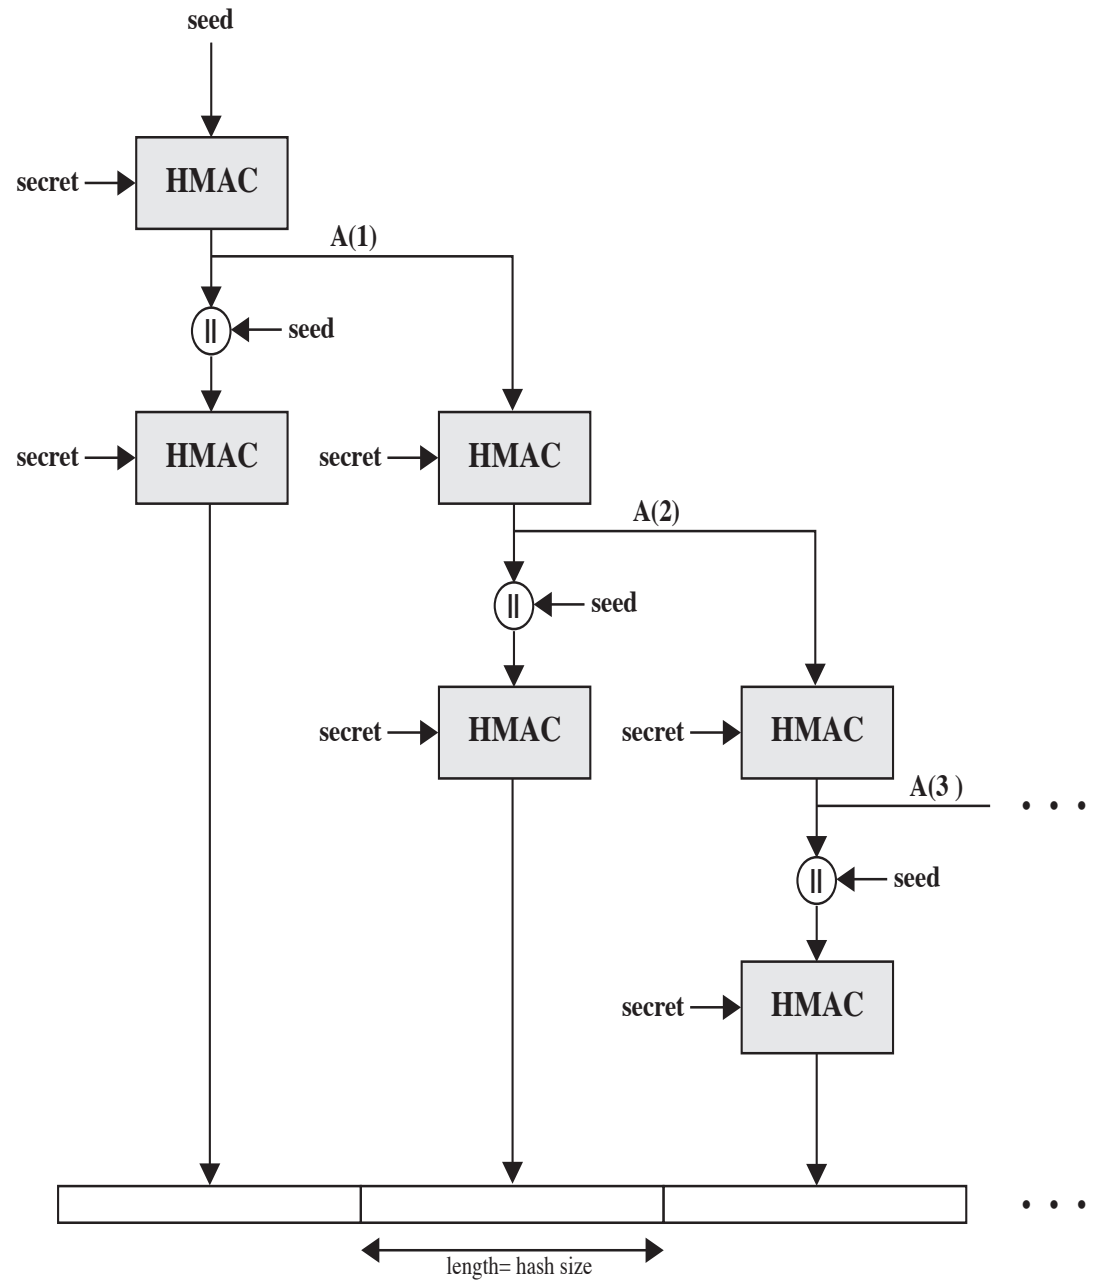 seed
secret HMAC
A(1)
|| seed
secret HMAC secret HMAC
A(2)
|| seed
secret HMAC secret HMAC
A(3 ) • • •
|| seed
secret HMAC
• • •
length= hash size